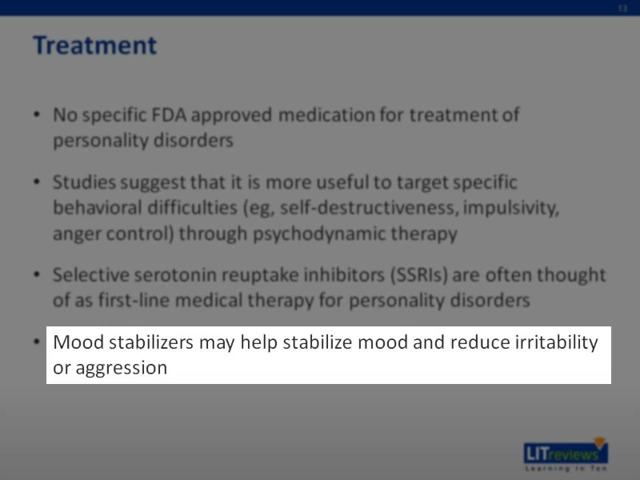 13
Treatment
• No specific FDA approved medication for treatment of
personality disorders
• Studies suggest that it is more useful to target specific
behavioral difficulties (eg, self-destructiveness, impulsivity,
anger control) through psychodynamic therapy
• Selective serotonin reuptake inhibitors (SSRIs) are often thought
of as first-line medical therapy for personality disorders
• Mood stabilizers may help stabilize mood and reduce irritability
or aggression
LITreviews
Learning in Ten